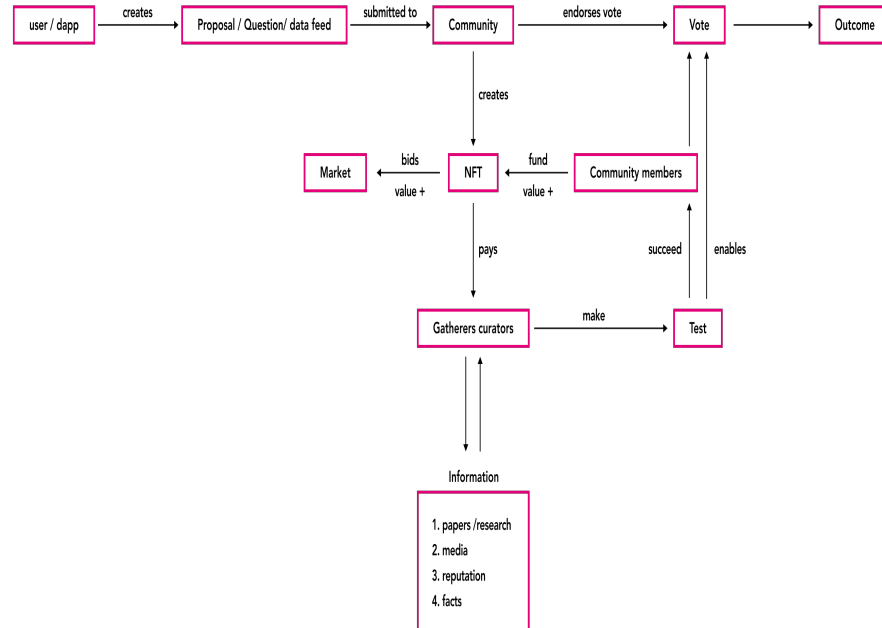 creates
submitted to
endorses vote
user / dapp
Proposal / Question/ data feed
Community
Vote
Outcome
creates
bids
fund
Market
NFT
Community members
value +
value +
pays
succeed
enables
make
Gatherers curators
Test
Information
1. papers /research
2. media
3. reputation
4. facts